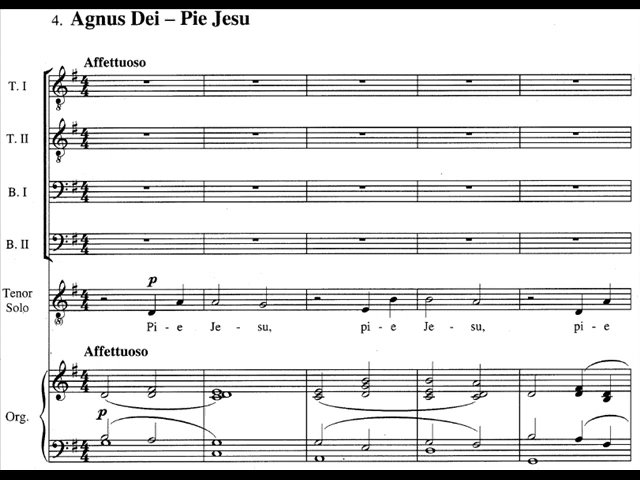 4. Agnus Dei – Pie Jesu
Affettuoso
T. I
T. II
B. I
B. II
p
Tenor
Solo
Pi - e Je - su, pi - e Je - su, pi - e
Affettuoso
p
Org.